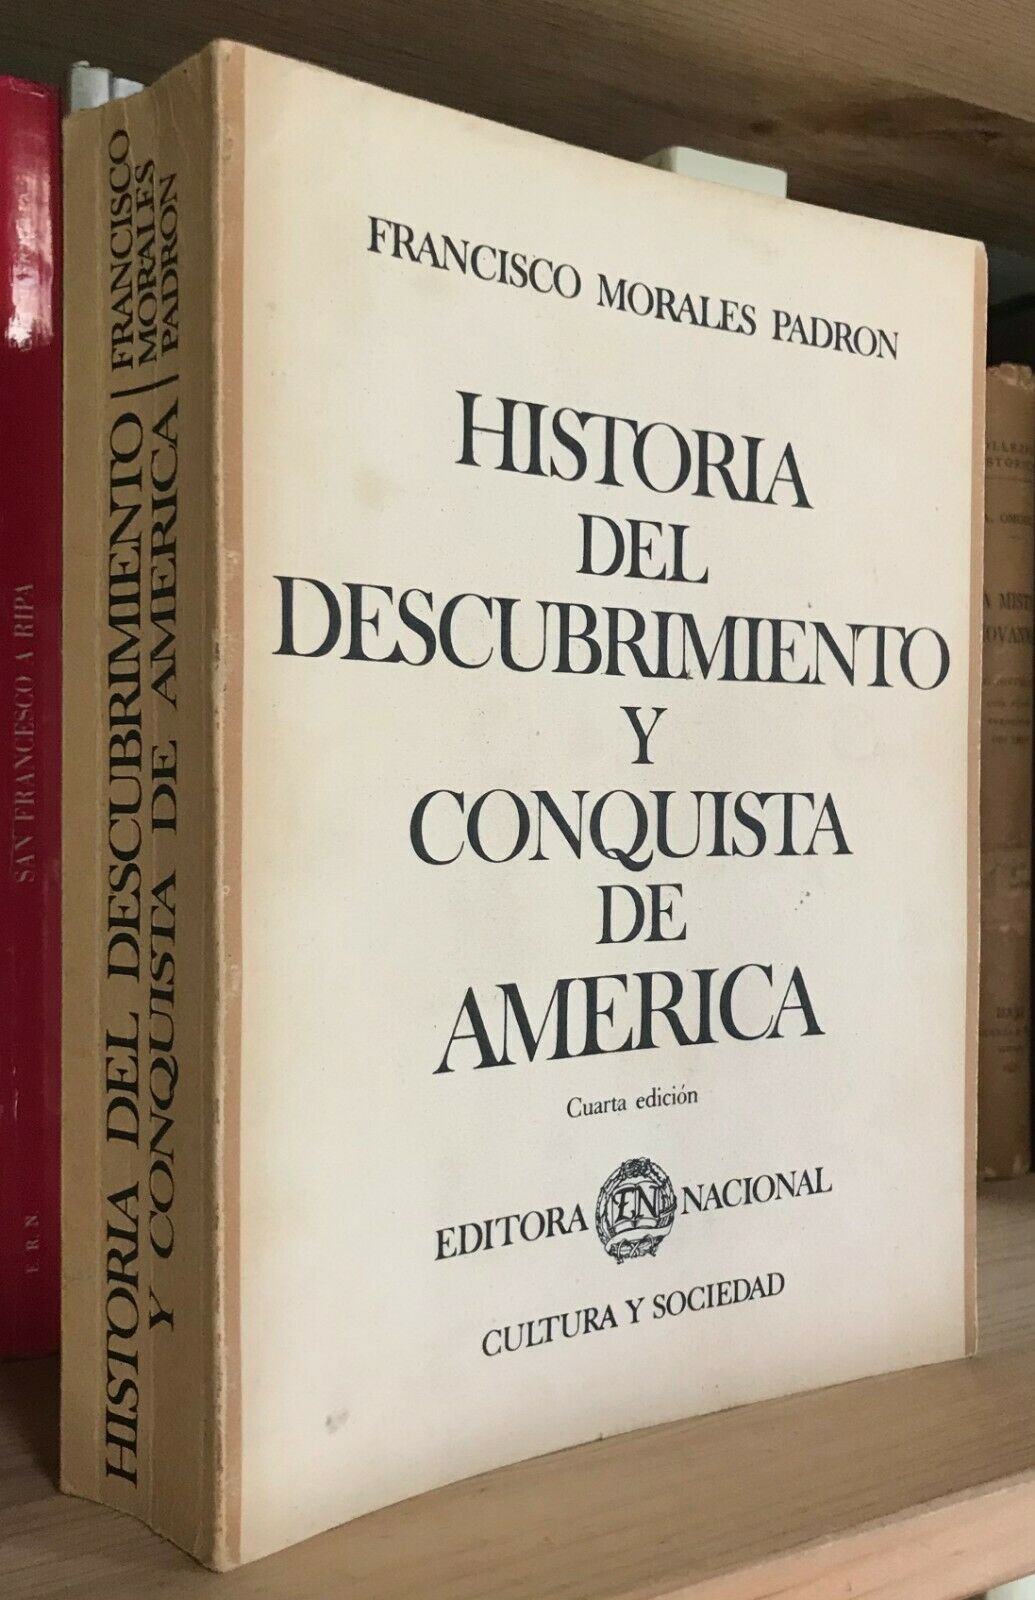 FRANCISCO MORALES PADRON
HISTORIA
DEL
DESCUBRIMIENTO
Y
CONQUISTA
DE
AMERICA
Cuarta edición
EDITORA EN NACIONAL
CULTURA Y SOCIEDAD
HISTORIA DEL DESCUBRIMIENTO
Y CONQUISTA DE AMERICA
FRANCISCO
MORALES
PADRON
SAN FRANCESCO A RIPA
E.R.N.